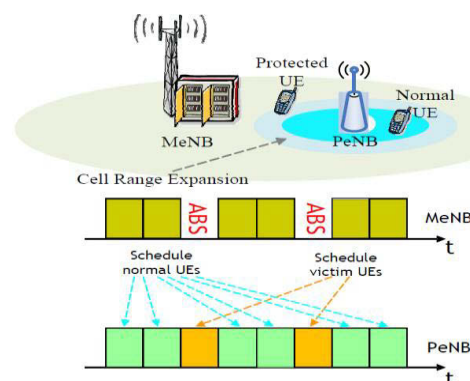 Protected
UE
Normal
UE
MeNB
PeNB
Cell Range Expansion
ABS
ABS
MeNB
t
Schedule
normal UEs
Schedule
victim UEs
PeNB
t